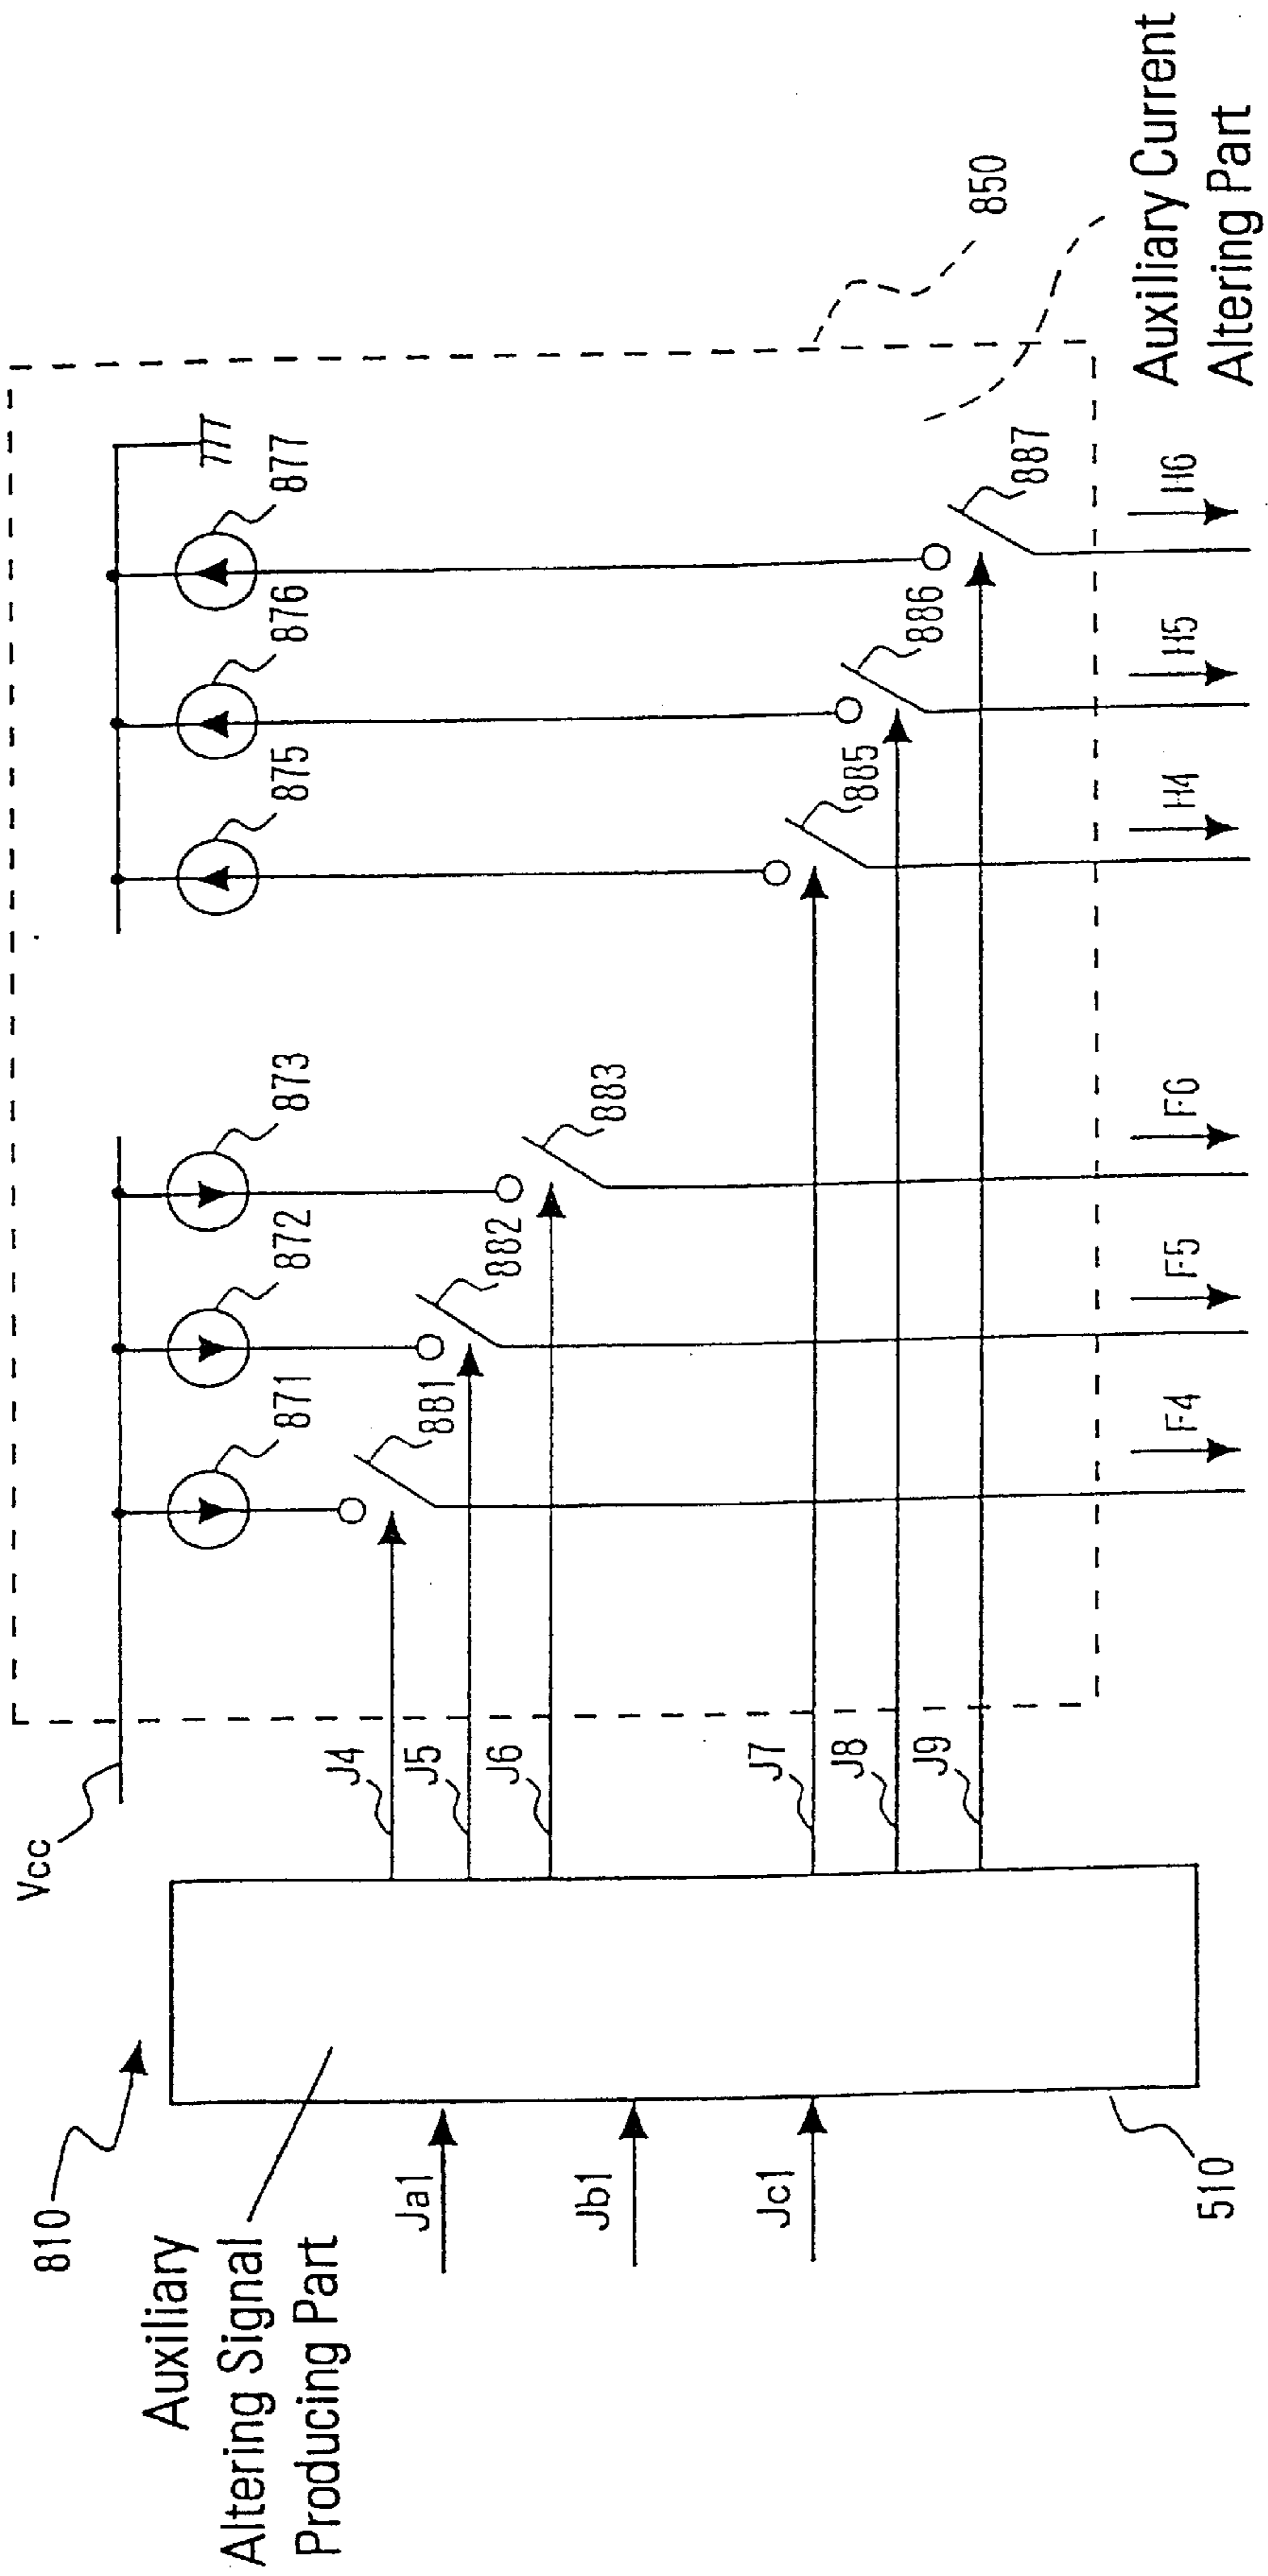 810
Auxiliary
Altering Signal
Producing Part
Vcc
Ja1
Jb1
Jc1
510
J4
J5
J6
J7
J8
J9
871
872
873
875
876
877
881
882
883
885
886
887
850
F4
F5
F6
H4
H5
H6
Auxiliary Current
Altering Part